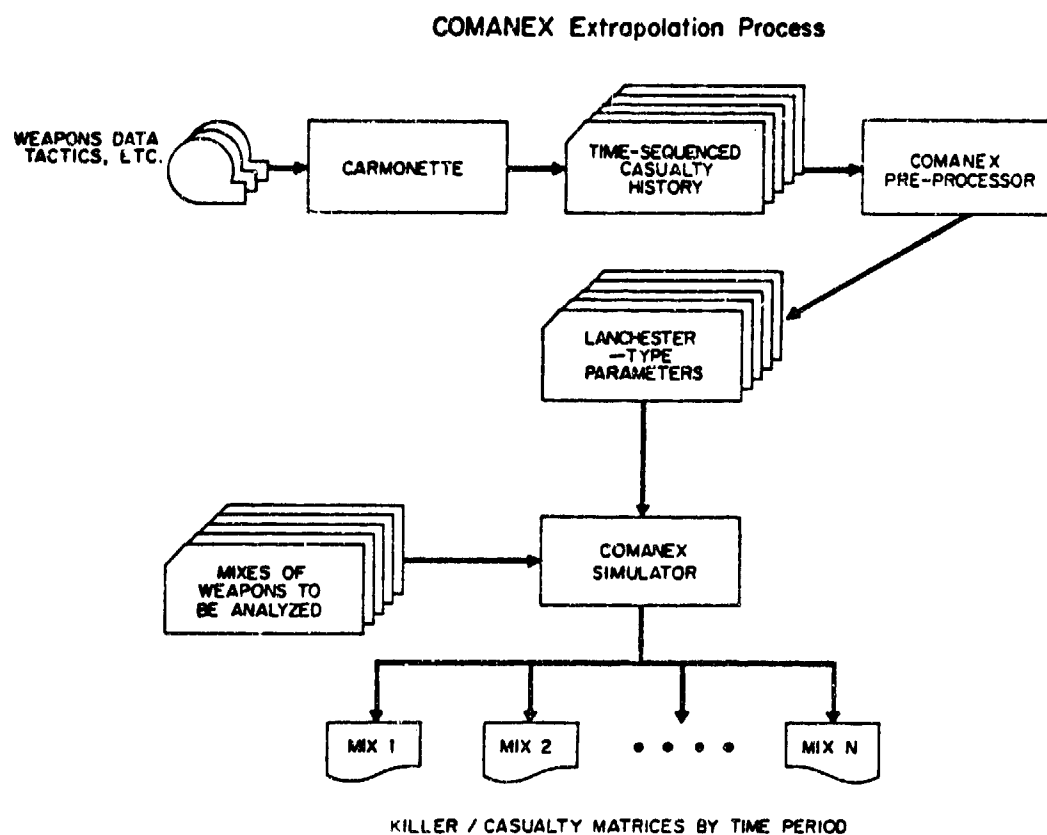 COMANEX Extrapolation Process
WEAPONS DATA
TACTICS, ETC.
CARMONETTE
TIME-SEQUENCED
CASUALTY
HISTORY
COMANEX
PRE-PROCESSOR
LANCHESTER
-TYPE
PARAMETERS
MIXES OF
WEAPONS TO
BE ANALYZED
COMANEX
SIMULATOR
MIX 1
MIX 2
• • • •
MIX N
KILLER / CASUALTY MATRICES BY TIME PERIOD